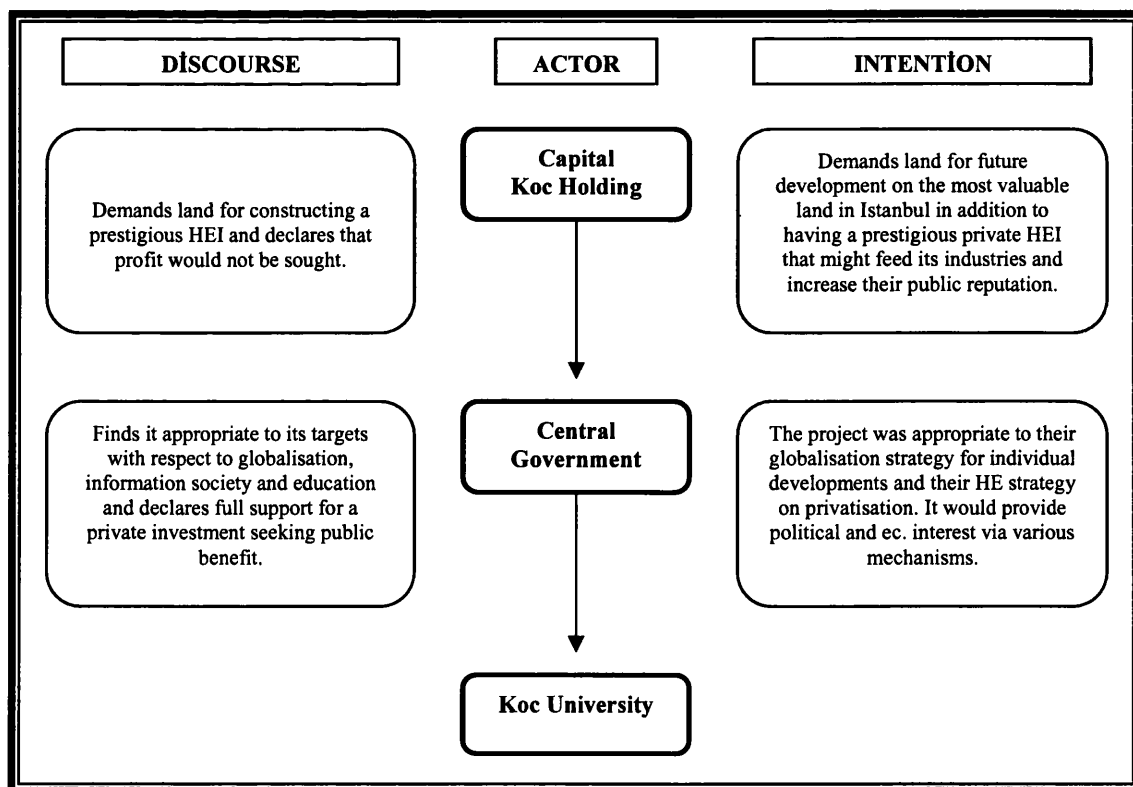 DİSCOURSE
ACTOR
INTENTİON
Demands land for constructing a
prestigious HEI and declares that
profit would not be sought.
Capital
Koc Holding
Demands land for future
development on the most valuable
land in Istanbul in addition to
having a prestigious private HEI
that might feed its industries and
increase their public reputation.
Finds it appropriate to its targets
with respect to globalisation,
information society and education
and declares full support for a
private investment seeking public
benefit.
Central
Government
The project was appropriate to their
globalisation strategy for individual
developments and their HE strategy
on privatisation. It would provide
political and ec. interest via various
mechanisms.
Koc University